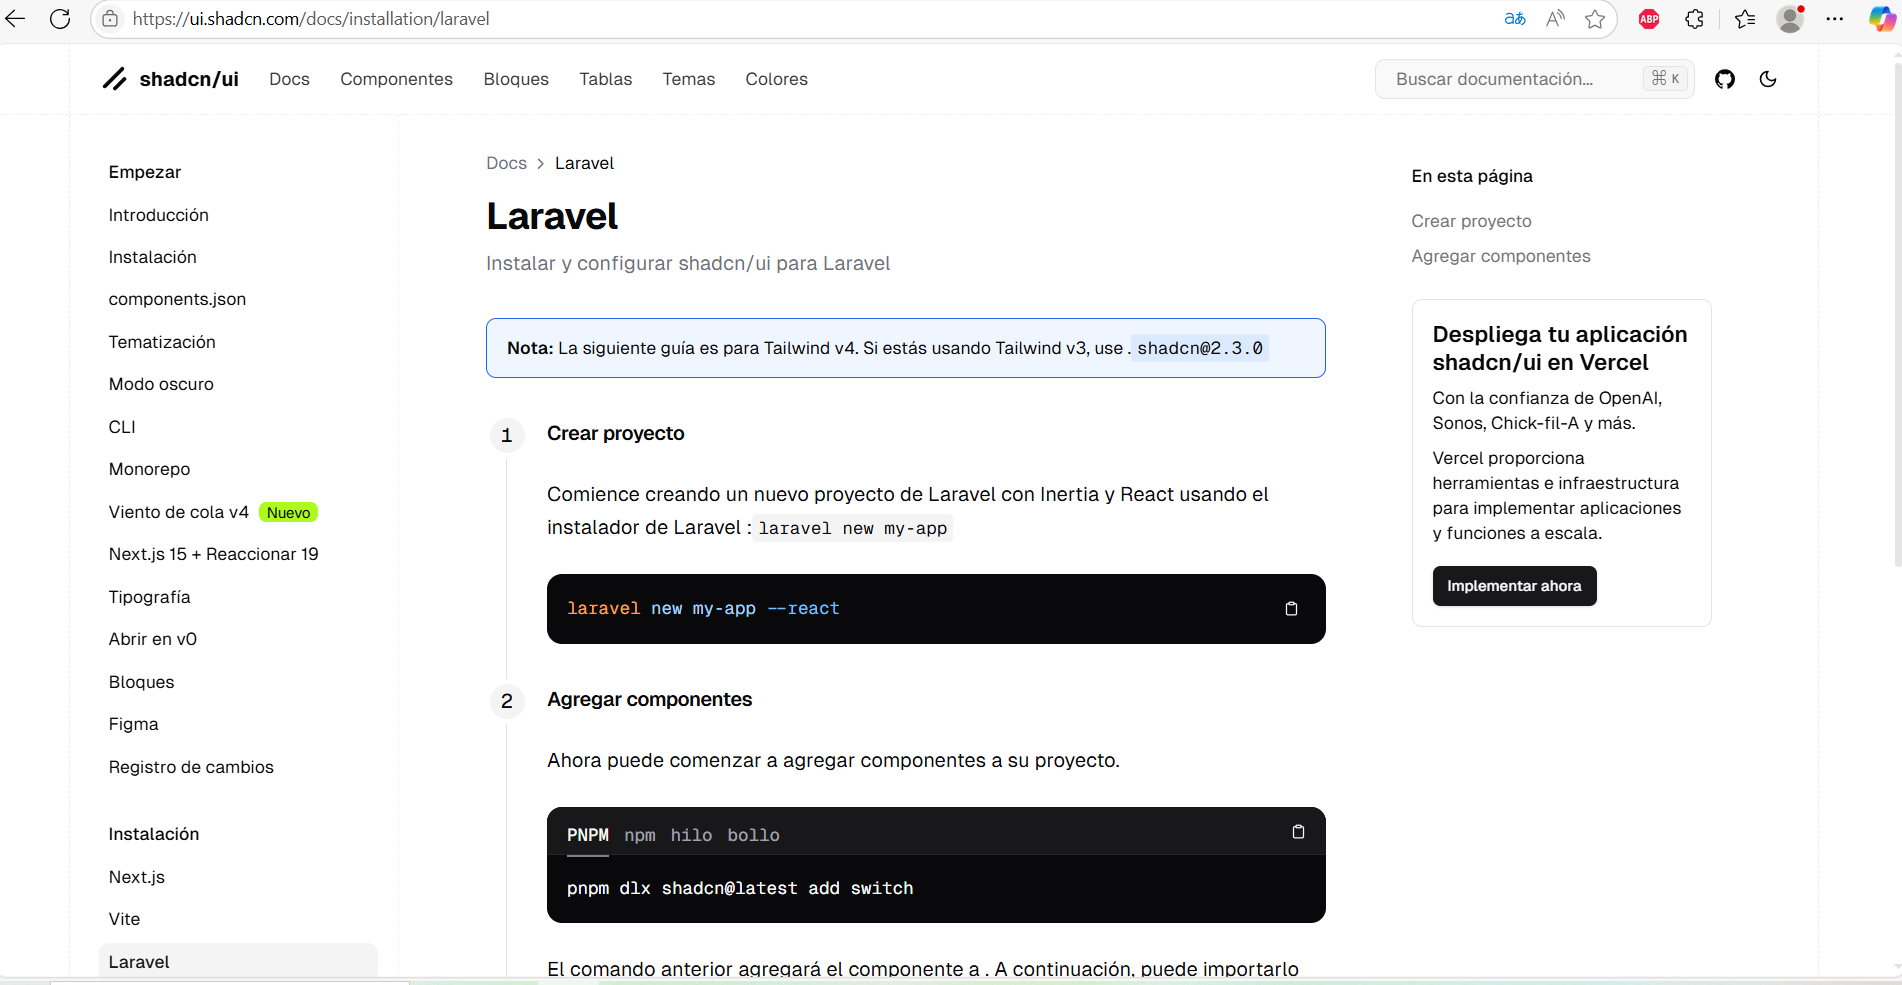 https://ui.shadcn.com/docs/installation/laravel
aあ
A
ABP
shadcn/ui
Docs
Componentes
Bloques
Tablas
Temas
Colores
Buscar documentación...
⌘ K
Empezar
Introducción
Instalación
components.json
Tematización
Modo oscuro
CLI
Monorepo
Viento de cola v4 Nuevo
Next.js 15 + Reaccionar 19
Tipografía
Abrir en v0
Bloques
Figma
Registro de cambios
Instalación
Next.js
Vite
Laravel
Docs > Laravel
Laravel
Instalar y configurar shadcn/ui para Laravel
Nota: La siguiente guía es para Tailwind v4. Si estás usando Tailwind v3, use . shadcn@2.3.0
1 Crear proyecto
Comience creando un nuevo proyecto de Laravel con Inertia y React usando el
instalador de Laravel : laravel new my-app
laravel new my-app --react
2 Agregar componentes
Ahora puede comenzar a agregar componentes a su proyecto.
PNPM npm hilo bollo
pnpm dlx shadcn@latest add switch
El comando anterior agregará el componente a . A continuación, puede importarlo
En esta página
Crear proyecto
Agregar componentes
Despliega tu aplicación
shadcn/ui en Vercel
Con la confianza de OpenAI,
Sonos, Chick-fil-A y más.
Vercel proporciona
herramientas e infraestructura
para implementar aplicaciones
y funciones a escala.
Implementar ahora